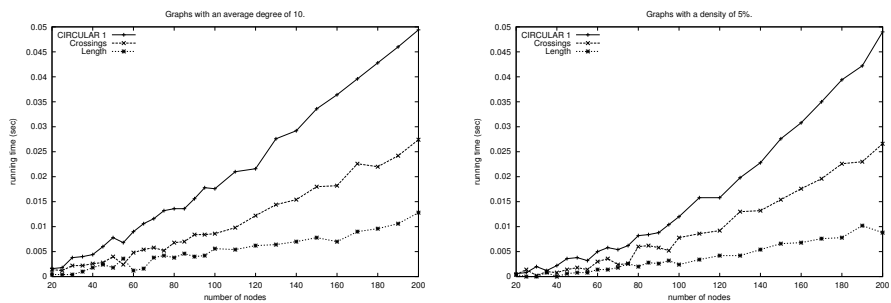 Graphs with an average degree of 10.
0.05
CIRCULAR 1
Crossings
Length
0.045
0.04
0.035
0.03
0.025
0.02
0.015
0.01
0.005
0
running time (sec)
20 40 60 80 100 120 140 160 180 200
number of nodes
Graphs with a density of 5%.
0.05
CIRCULAR 1
Crossings
Length
0.045
0.04
0.035
0.03
0.025
0.02
0.015
0.01
0.005
0
running time (sec)
20 40 60 80 100 120 140 160 180 200
number of nodes